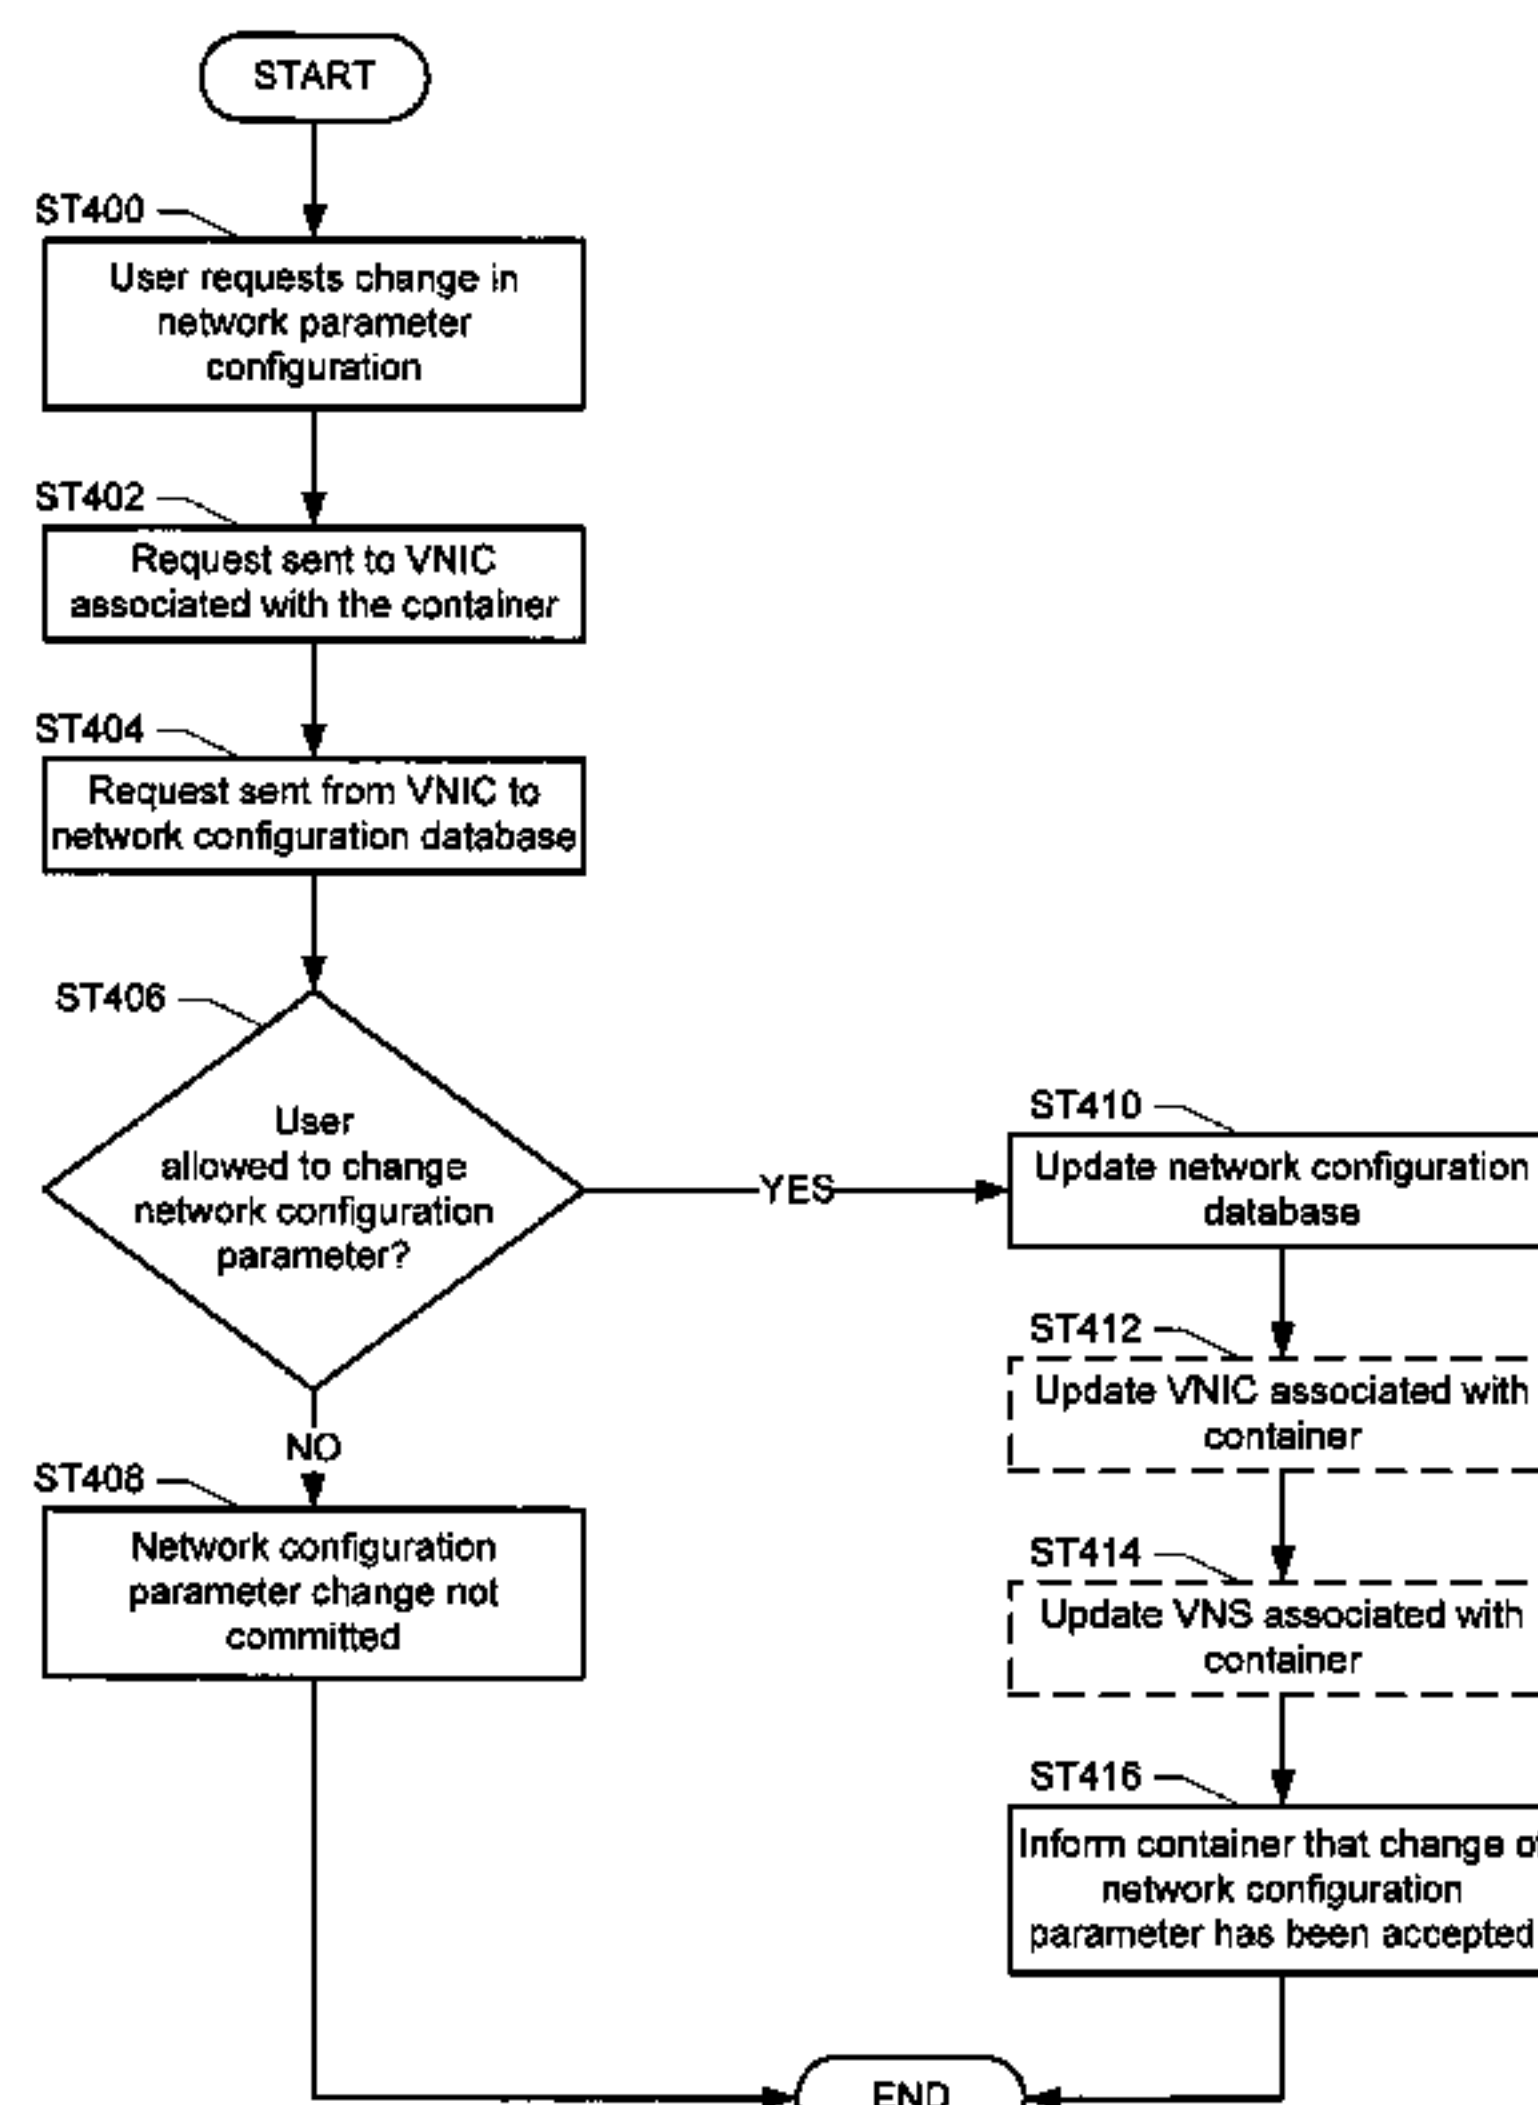 START
ST400
User requests change in
network parameter
configuration
ST402
Request sent to VNIC
associated with the container
ST404
Request sent from VNIC to
network configuration database
ST406
User
allowed to change
network configuration
parameter?
YES
NO
ST408
Network configuration
parameter change not
committed
ST410
Update network configuration
database
ST412
Update VNIC associated with
container
ST414
Update VNS associated with
container
ST416
Inform container that change of
network configuration
parameter has been accepted
END